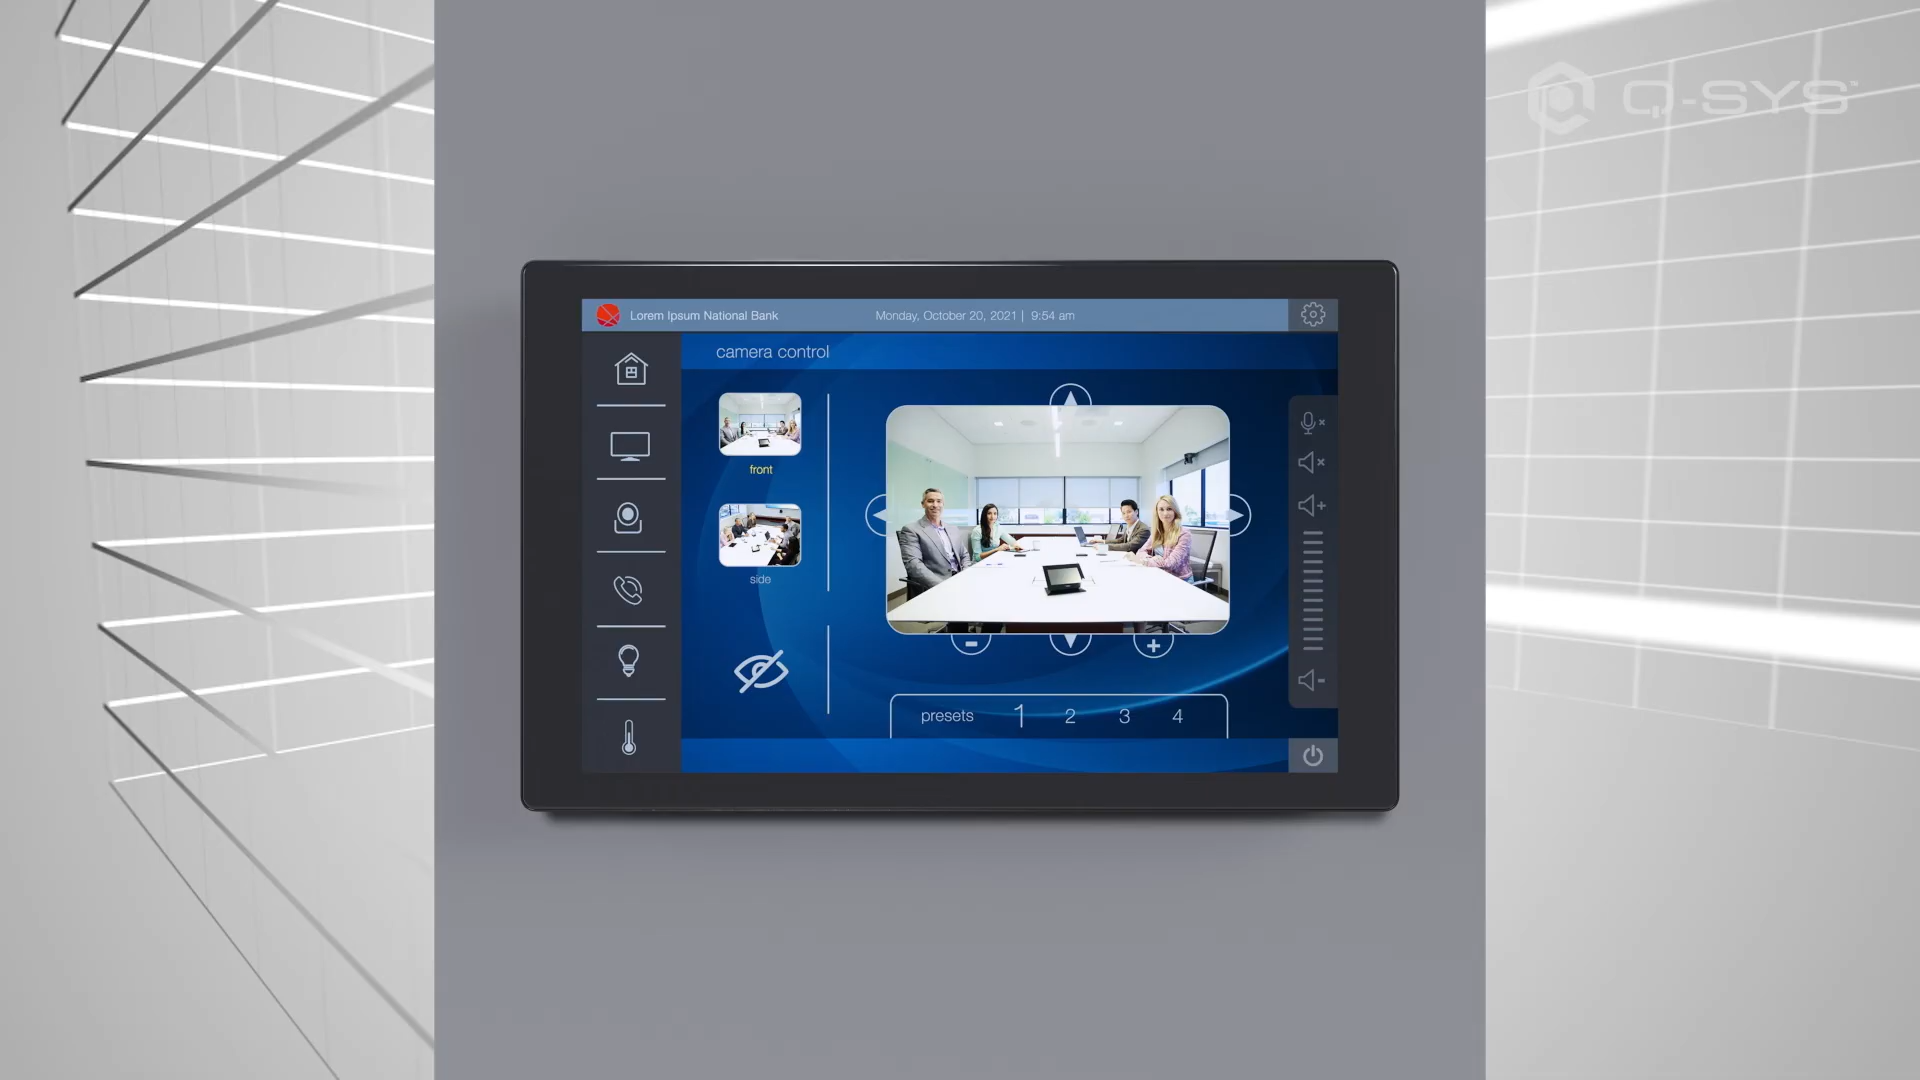 Q-SYS™
Lorem Ipsum National Bank
Monday, October 20, 2021 | 9:54 am
camera control
front
side
presets 1 2 3 4